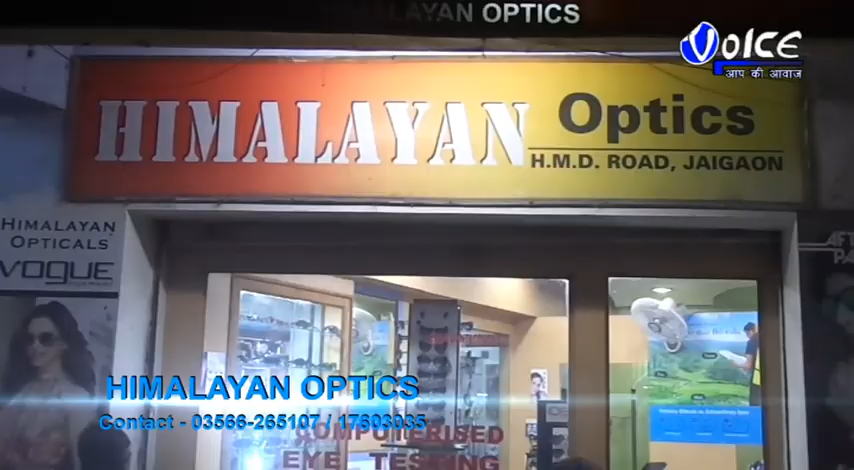 HIMALAYAN OPTICS
VOICE
आप की आवाज
HIMALAYAN Optics
H.M.D. ROAD, JAIGAON
HIMALAYAN
OPTICALS
VOGUE
HIMALAYAN OPTICS
Contact - 03566-265107 / 17603035
COMPUTERISED
EYE TESTING